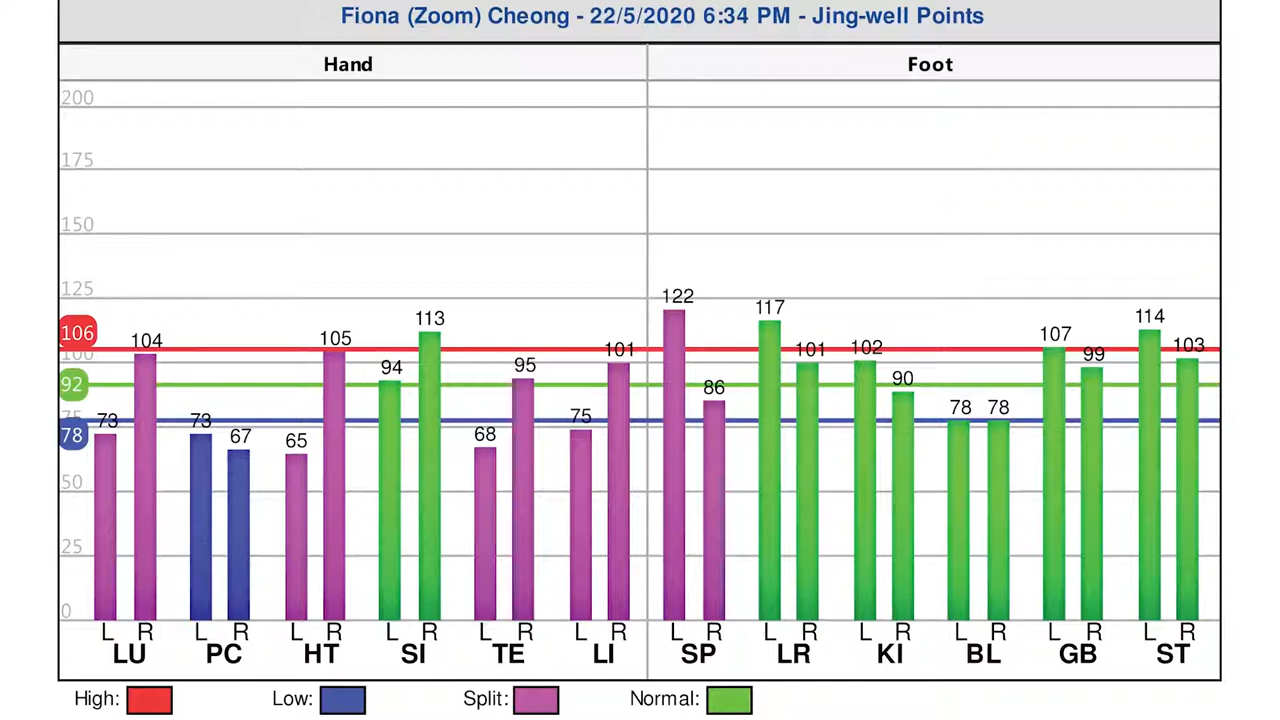 Fiona (Zoom) Cheong - 22/5/2020 6:34 PM - Jing-well Points
Hand Foot
200
175
150
125
106
100
92
75
78
50
25
0
73 104 73 67 65 105 94 113 68 95 75 101 122 86 117 101 102 90 78 78 107 99 114 103
L R L R L R L R L R L R L R L R L R L R L R L R
LU PC HT SI TE LI SP LR KI BL GB ST
High: Low: Split: Normal: